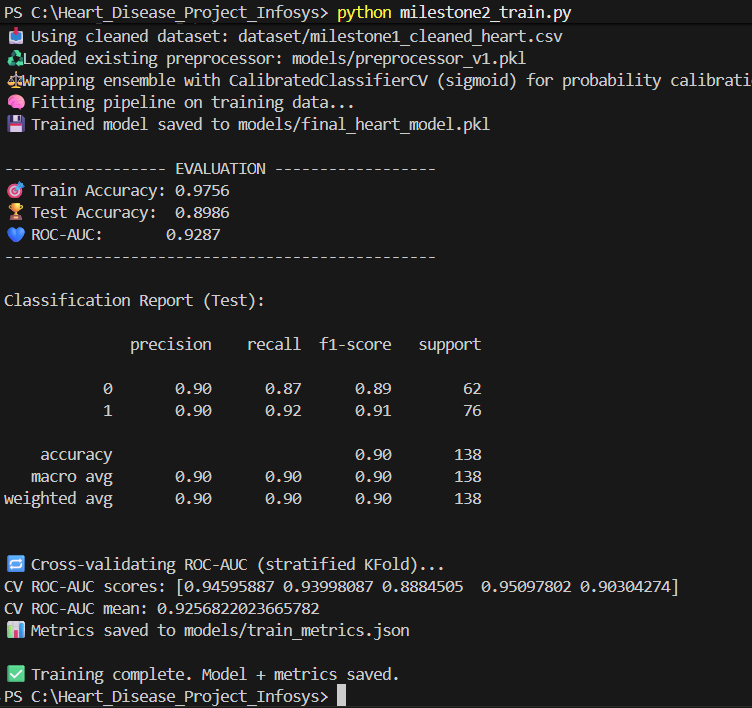 PS C:\Heart_Disease_Project_Infosys> python milestone2_train.py
📥 Using cleaned dataset: dataset/milestone1_cleaned_heart.csv
♻️Loaded existing preprocessor: models/preprocessor_v1.pkl
⚖️Wrapping ensemble with CalibratedClassifierCV (sigmoid) for probability calibrati
🧠 Fitting pipeline on training data...
💾 Trained model saved to models/final_heart_model.pkl
------------------ EVALUATION ------------------
🎯 Train Accuracy: 0.9756
🏆 Test Accuracy:  0.8986
💙 ROC-AUC:       0.9287
------------------------------------------------
Classification Report (Test):
              precision    recall  f1-score   support
           0       0.90      0.87      0.89        62
           1       0.90      0.92      0.91        76
    accuracy                           0.90       138
   macro avg       0.90      0.90      0.90       138
weighted avg       0.90      0.90      0.90       138
🔁 Cross-validating ROC-AUC (stratified KFold)...
CV ROC-AUC scores: [0.94595887 0.93998087 0.8884505  0.95097802 0.90304274]
CV ROC-AUC mean: 0.9256822023665782
📊 Metrics saved to models/train_metrics.json
✅ Training complete. Model + metrics saved.
PS C:\Heart_Disease_Project_Infosys>